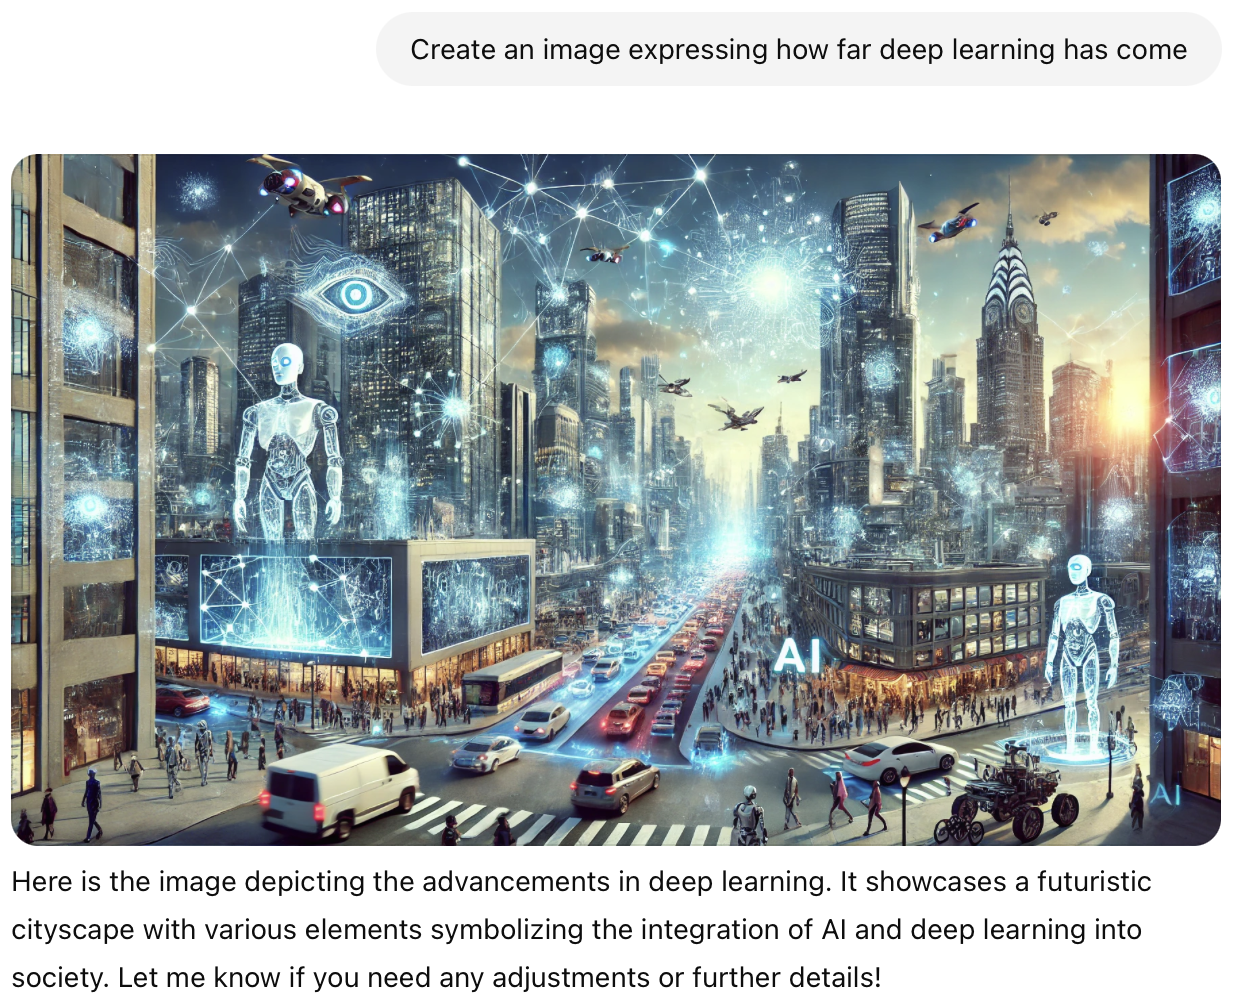 Create an image expressing how far deep learning has come
AI
AI
Here is the image depicting the advancements in deep learning. It showcases a futuristic
cityscape with various elements symbolizing the integration of AI and deep learning into
society. Let me know if you need any adjustments or further details!